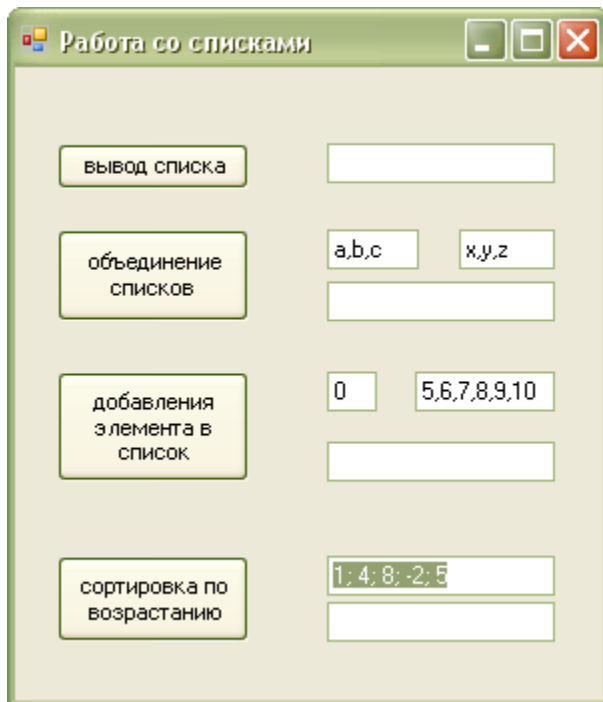 Работа со списками
вывод списка
объединение
списков
a,b,c
x,y,z
добавления
элемента в
список
0
5,6,7,8,9,10
сортировка по
возрастанию
1; 4; 8; -2; 5